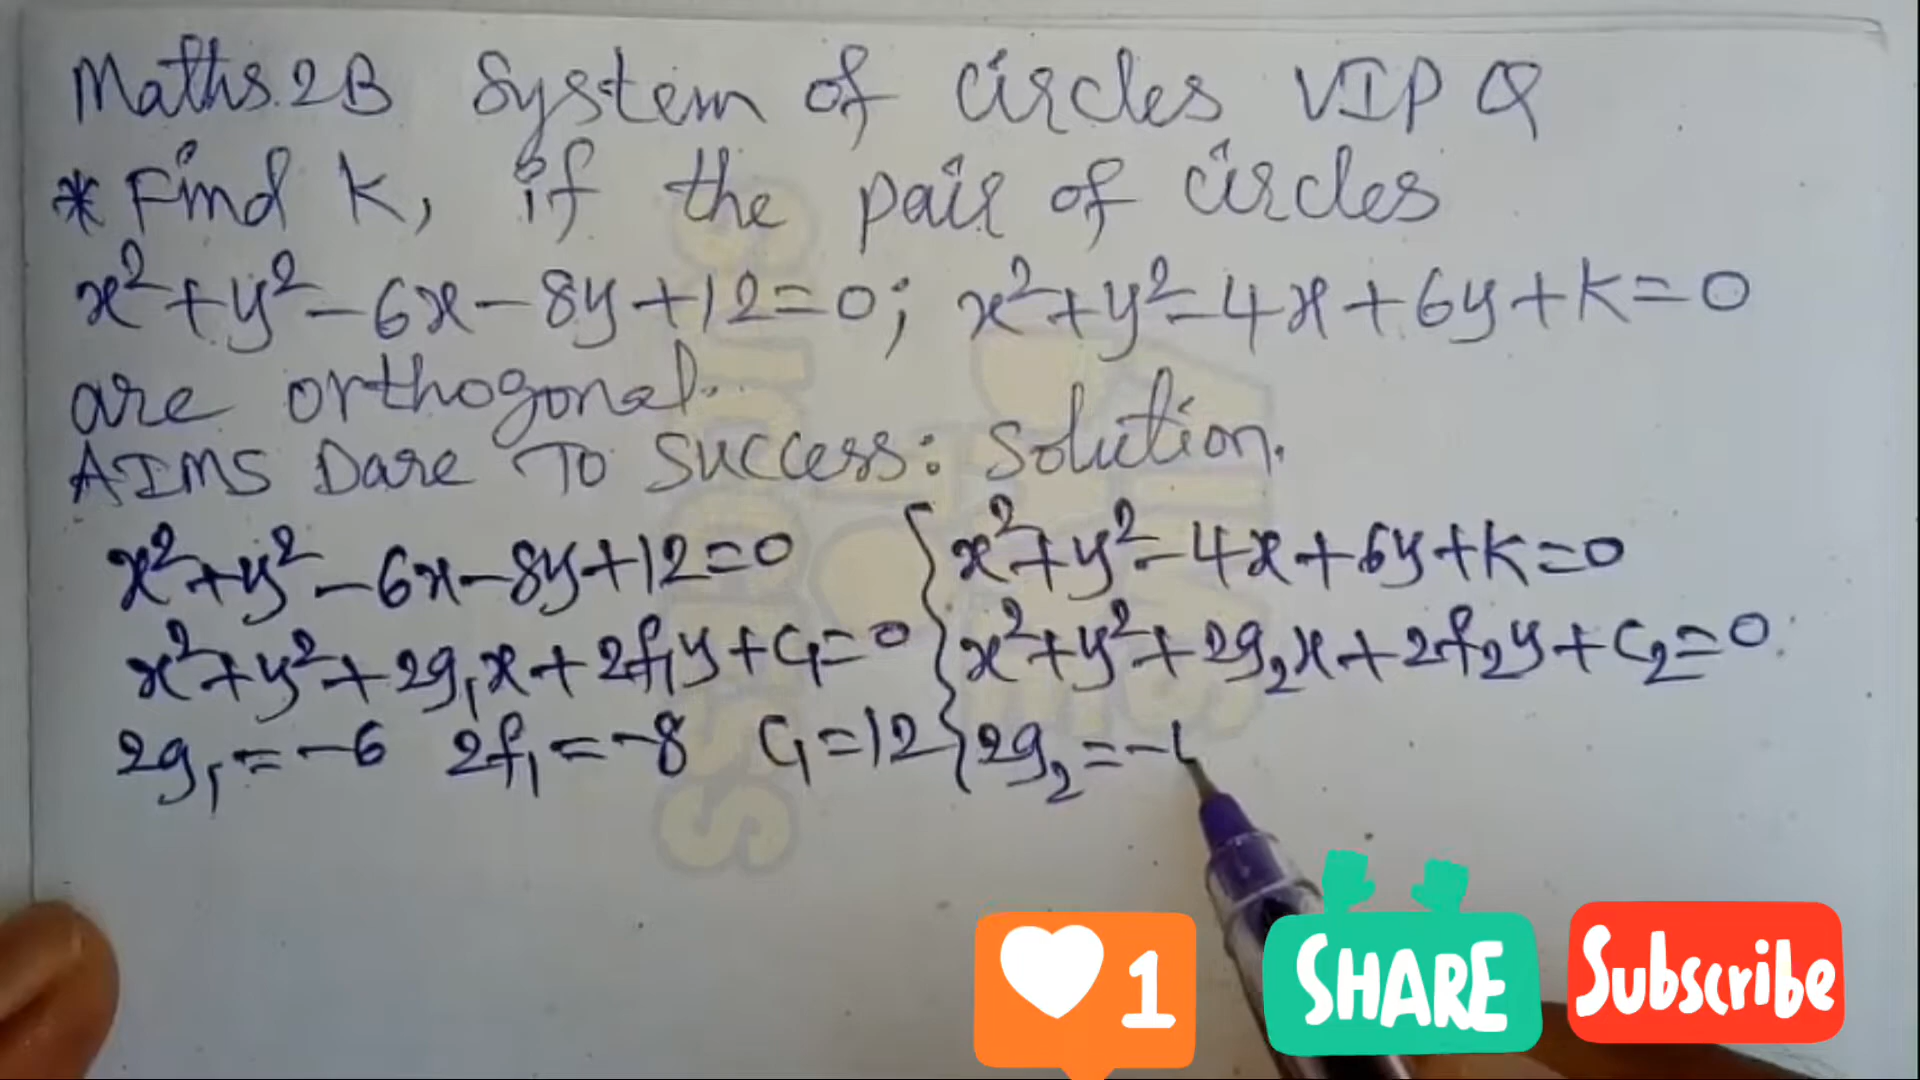 Maths 2B System of circles VIP Q
* Find K, if the pair of circles
x²+y²-6x-8y+12=0; x²+y²-4x+6y+K=0
are orthogonal.
AIMS Dare To Success: Solution.
x²+y²-6x-8y+12=0 { x²+y²-4x+6y+K=0
x²+y²+2g₁x+2f₁y+C₁=0 { x²+y²+2g₂x+2f₂y+C₂=0
2g₁=-6 2f₁=-8 C₁=12 { 2g₂=-
1 SHARE Subscribe